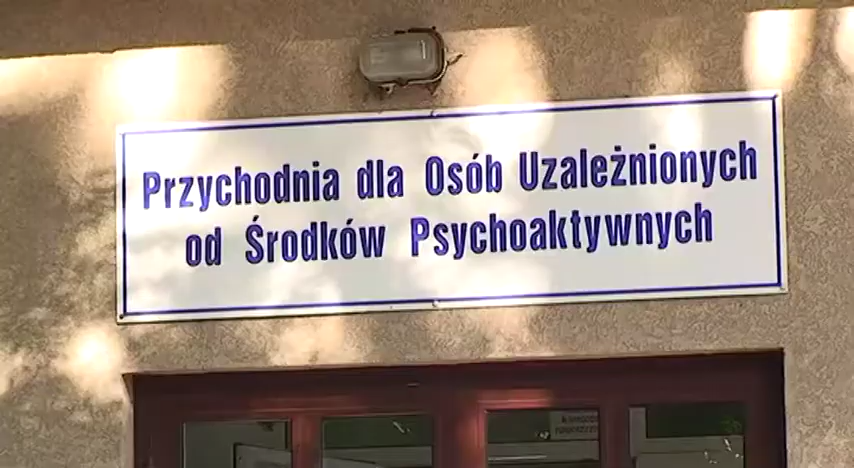 Przychodnia dla Osób Uzależnionych
od Środków Psychoaktywnych